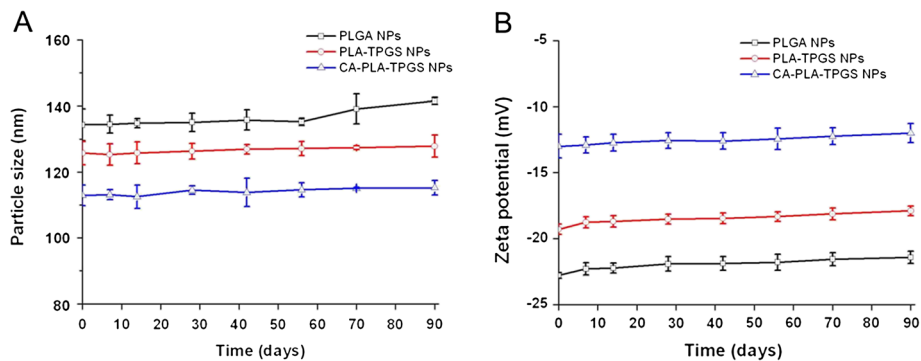 A
PLGA NPs
PLA-TPGS NPs
CA-PLA-TPGS NPs
Particle size (nm)
160
140
120
100
80
0 10 20 30 40 50 60 70 80 90
Time (days)
B
PLGA NPs
PLA-TPGS NPs
CA-PLA-TPGS NPs
Zeta potential (mV)
-5
-10
-15
-20
-25
0 10 20 30 40 50 60 70 80 90
Time (days)